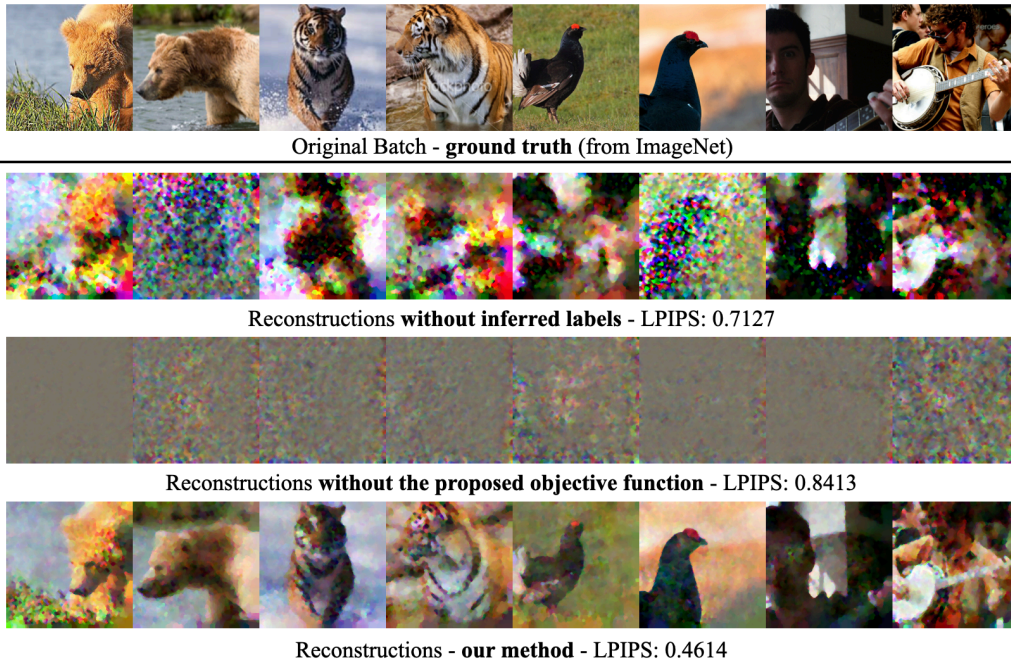 Original Batch - ground truth (from ImageNet)
Reconstructions without inferred labels - LPIPS: 0.7127
Reconstructions without the proposed objective function - LPIPS: 0.8413
Reconstructions - our method - LPIPS: 0.4614